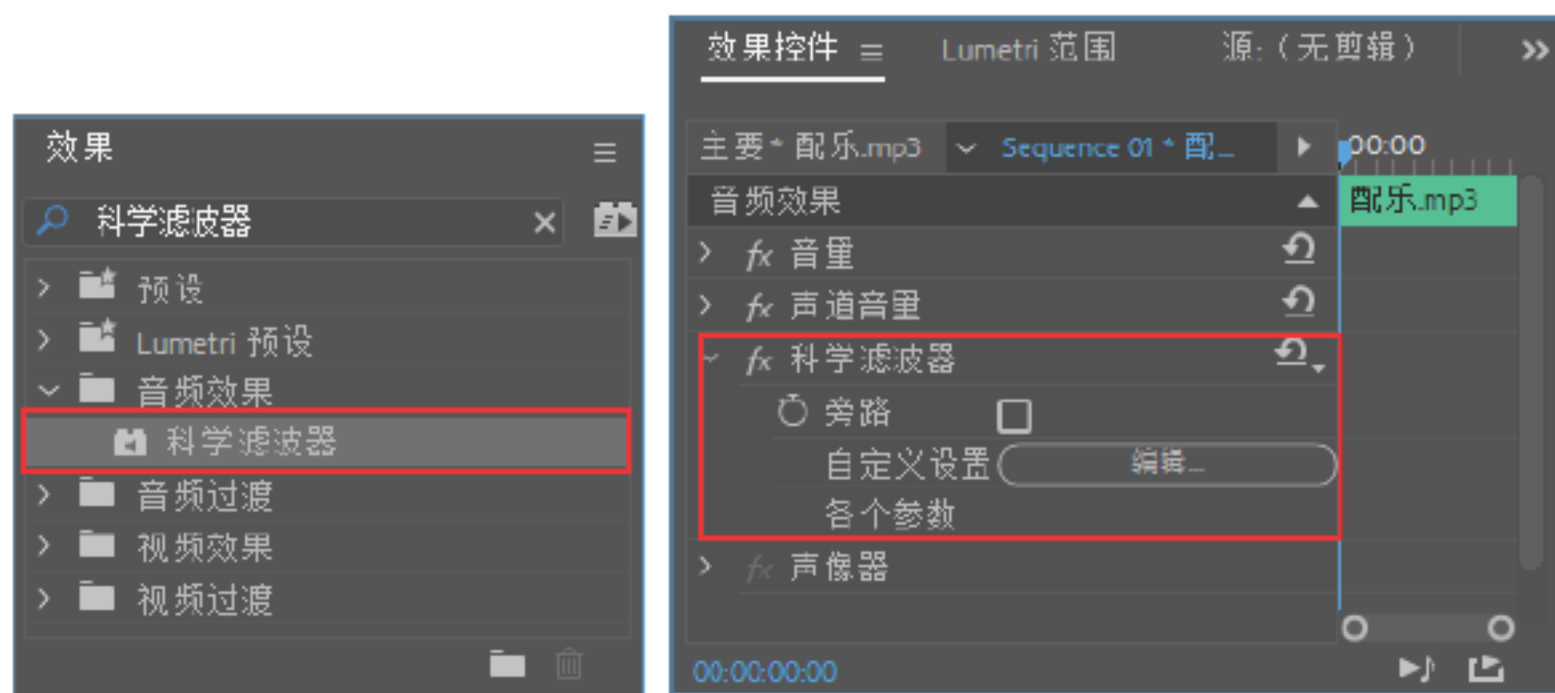 效果
科学滤波器
预设
Lumetri 预设
音频效果
科学滤波器
音频过渡
视频效果
视频过渡
效果控件 Lumetri 范围 源:（无剪辑）
主要*配乐.mp3 Sequence 01*配... 00:00
音频效果 配乐.mp3
fx 音量
fx 声道音量
fx 科学滤波器
旁路
自定义设置 编辑...
各个参数
fx 声像器
00:00:00:00